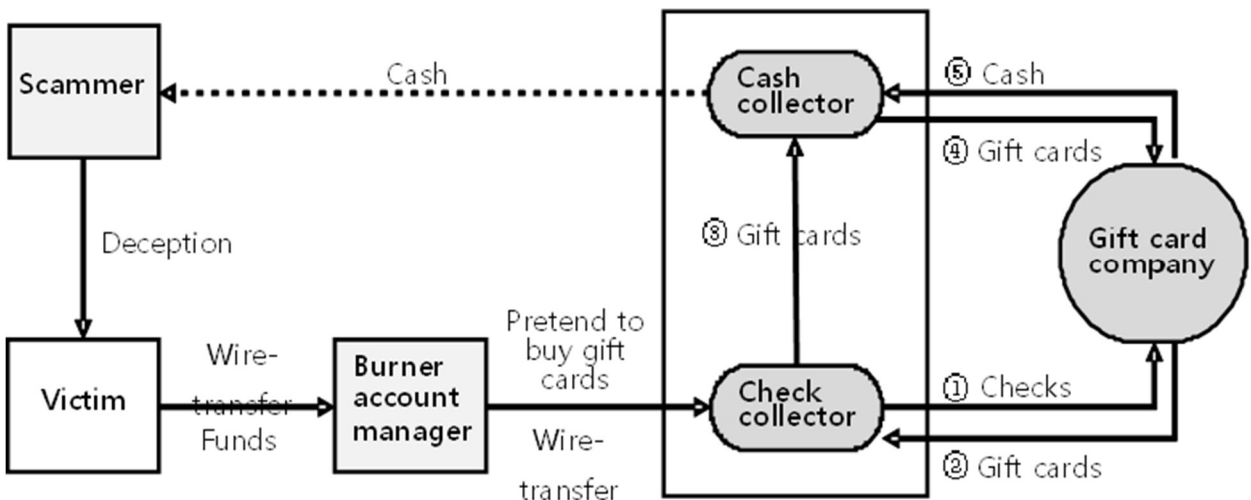 Scammer
Cash
Cash
collector
⑤ Cash
④ Gift cards
Deception
③ Gift cards
Gift card
company
Victim
Wire-
transfer
Funds
Burner
account
manager
Pretend to
buy gift
cards
Wire-
transfer
Check
collector
① Checks
② Gift cards